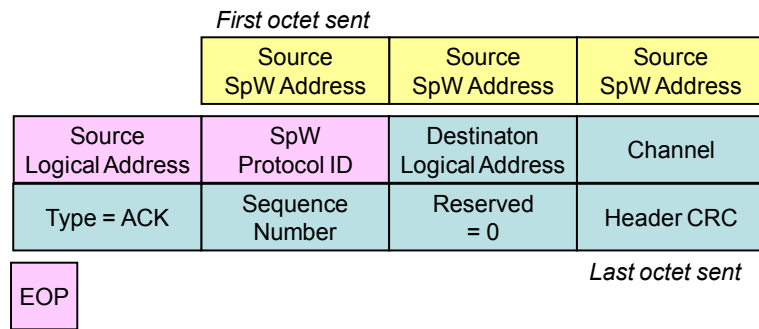 First octet sent
Source
SpW Address
Source
SpW Address
Source
SpW Address
Source
Logical Address
SpW
Protocol ID
Destinaton
Logical Address
Channel
Type = ACK
Sequence
Number
Reserved
= 0
Header CRC
Last octet sent
EOP